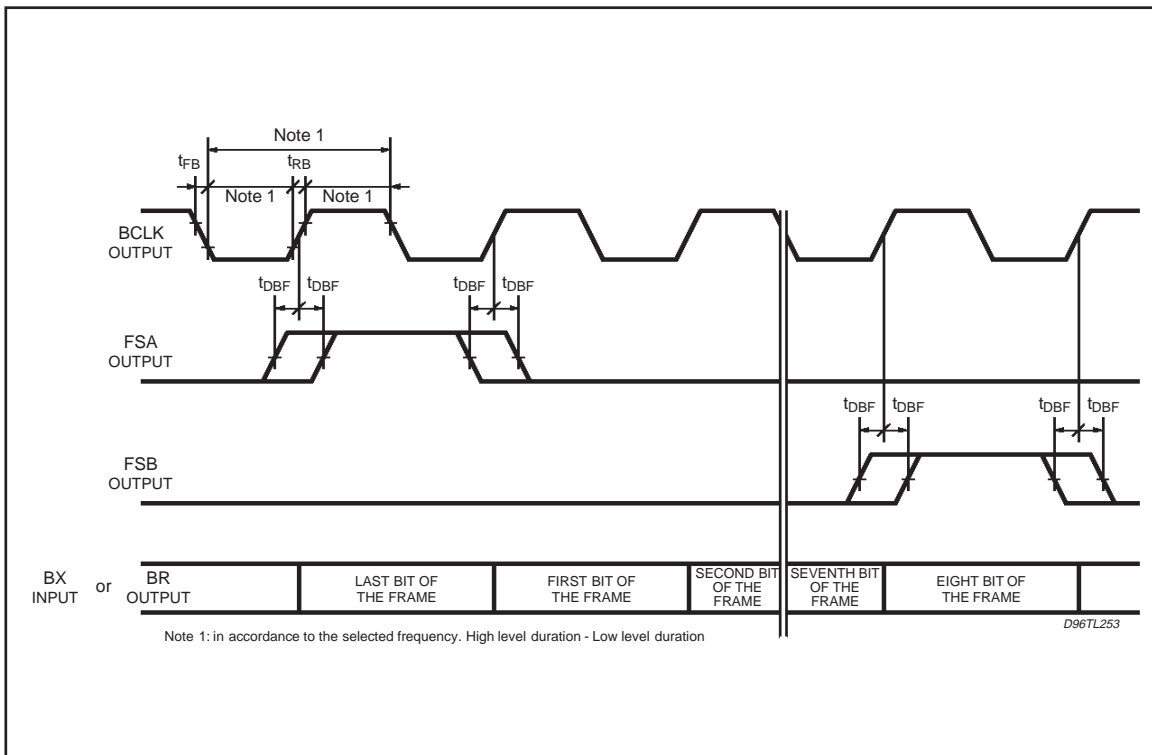 Note 1
tFB
tRB
Note 1
Note 1
BCLK
OUTPUT
tDBF
tDBF
tDBF
tDBF
FSA
OUTPUT
tDBF
tDBF
tDBF
tDBF
FSB
OUTPUT
BX
INPUT
or
BR
OUTPUT
LAST BIT OF
THE FRAME
FIRST BIT OF
THE FRAME
SECOND BIT
OF THE
FRAME
SEVENTH BIT
OF THE
FRAME
EIGHT BIT OF
THE FRAME
Note 1: in accordance to the selected frequency. High level duration - Low level duration
D96TL253